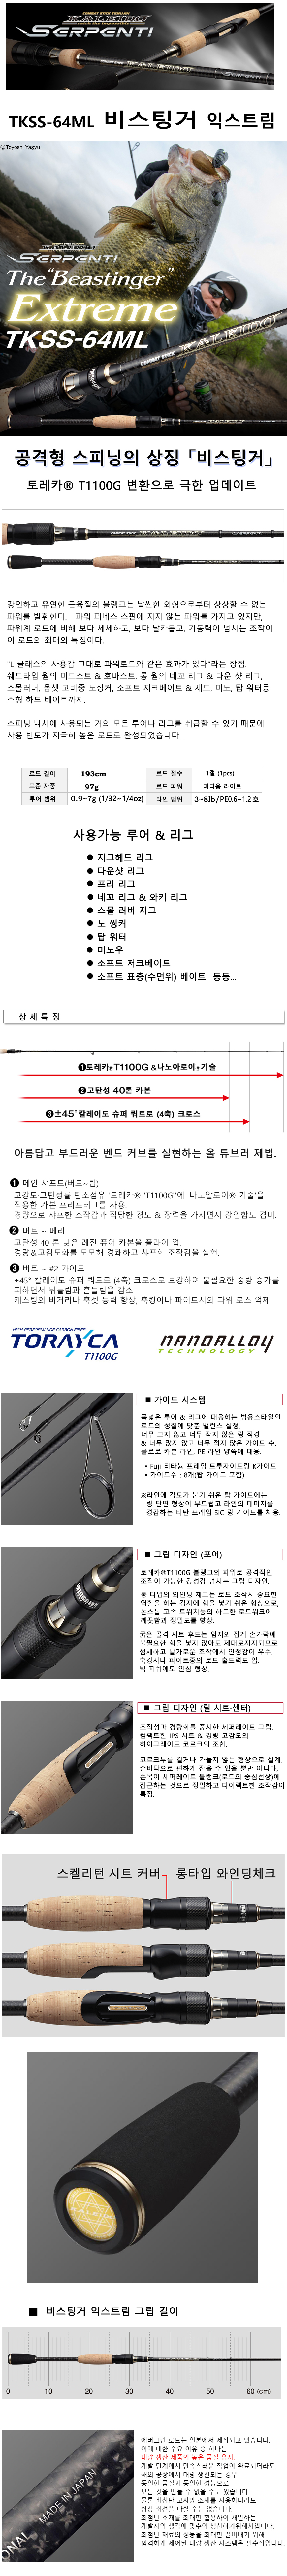 COMBAT STICK TKS KALEIDO
SERPENTI
TKSS-64ML 비스팅거 익스트림
© Toyoshi Yagyu
SERPENTI
The "Beastinger"
Extreme
TKSS-64ML
COMBAT STICK KALEIDO
공격형 스피닝의 상징 「비스팅거」
토레카® T1100G 변환으로 극한 업데이트
강인하고 유연한 근육질의 블랭크는 날씬한 외형으로부터 상상할 수 없는
파워를 발휘한다. 파워 피네스 스핀에 지지 않는 파워를 가지고 있지만,
파워계 로드에 비해 보다 세세하고, 보다 날카롭고, 기동력이 넘치는 조작이
이 로드의 최대의 특징이다.
"L 클래스의 사용감 그대로 파워로드와 같은 효과가 있다"라는 장점.
쉐드타입 웜의 미드스트 & 호바스트, 롱 웜의 네꼬 리그 & 다운 샷 리그,
스몰러버, 옵셋 고비중 노싱커, 소프트 저크베이트 & 세드, 미노, 탑 워터등
소형 하드 베이트까지.
스피닝 낚시에 사용되는 거의 모든 루어나 리그를 취급할 수 있기 때문에
사용 빈도가 지극히 높은 로드로 완성되었습니다...
로드 길이 193cm 로드 절수 1절 (1pcs)
표준 자중 97g 로드 파워 미디움 라이트
루어 범위 0.9~7g (1/32~1/4oz) 라인 범위 3~8lb/PE0.6~1.2호
사용가능 루어 & 리그
● 지그헤드 리그
● 다운샷 리그
● 프리 리그
● 네꼬 리그 & 와키 리그
● 스몰 러버 지그
● 노 씽커
● 탑 워터
● 미노우
● 소프트 저크베이트
● 소프트 표층(수면위) 베이트 등등...
상 세 특 징
❶토레카®T1100G &나노아로이®기술
❷고탄성 40톤 카본
❸±45˚칼레이도 슈퍼 쿼트로 (4축) 크로스
아름답고 부드러운 벤드 커브를 실현하는 올 튜브러 제법.
❶ 메인 샤프트(버트~팁)
고강도·고탄성률 탄소섬유 '토레카® 'T1100G''에 '나노알로이® 기술'을
적용한 카본 프리프레그를 사용.
경량으로 샤프한 조작감과 적당한 경도 & 장력을 가지면서 강인함도 겸비.
❷ 버트 ~ 베리
고탄성 40 톤 낮은 레진 퓨어 카본을 플라이 업.
경량&고감도화를 도모해 경쾌하고 샤프한 조작감을 실현.
❸ 버트 ~ #2 가이드
±45° 칼레이도 슈퍼 쿼트로 (4축) 크로스로 보강하여 불필요한 중량 증가를
피하면서 뒤틀림과 흔들림을 감소.
캐스팅의 비거리나 훅셋 능력 향상, 훅킹이나 파이트시의 파워 로스 억제.
HIGH-PERFORMANCE CARBON FIBER
TORAYCA
T1100G
NANOALLOY
TECHNOLOGY
■ 가이드 시스템
폭넓은 루어 & 리그에 대응하는 범용스타일인
로드의 성질에 맞춘 밸런스 설정.
너무 크지 않고 너무 작지 않은 링 직경
& 너무 많지 않고 너무 적지 않은 가이드 수.
플로로 카본 라인, PE 라인 양쪽에 대응.
• Fuji 티타늄 프레임 토루자이트링 K가이드
• 가이드수 : 8개(탑 가이드 포함)
※라인에 각도가 붙기 쉬운 탑 가이드에는
링 단면 형상이 부드럽고 라인의 데미지를
경감하는 티탄 프레임 SiC 링 가이드를 채용.
■ 그립 디자인 (포어)
토레카®T1100G 블랭크의 파워로 공격적인
조작이 가능한 강성감 넘치는 그립 디자인.
롱 타입의 와인딩 체크는 로드 조작시 중요한
역할을 하는 검지에 힘을 넣기 쉬운 형상으로,
논스톱 고속 트위치등의 하드한 로드워크에
깨끗함과 정밀도를 향상.
굵은 골격 시트 후드는 엄지와 집게 손가락에
불필요한 힘을 넣지 않아도 제대로지지되므로
섬세하고 날카로운 조작에서 안정감이 우수.
훅킹시나 파이트중의 로드 홀드력도 업.
빅 피쉬에도 안심 형상.
■ 그립 디자인 (릴 시트-센터)
조작성과 경량화를 중시한 세퍼레이트 그립.
컴팩트한 IPS 시트 & 경량 고감도의
하이그레이드 코르크의 조합.
코르크부를 길거나 가늘지 않는 형상으로 설계.
손바닥으로 편하게 잡을 수 있을 뿐만 아니라,
손목이 세퍼레이트 블랭크(로드의 중심선상)에
접근하는 것으로 정밀하고 다이렉트한 조작감이
특징.
스켈리턴 시트 커버 롱타입 와인딩체크
■ 비스팅거 익스트림 그립 길이
0 10 20 30 40 50 60 (cm)
MADE IN JAPAN
에버그린 로드는 일본에서 제작되고 있습니다.
이에 대한 주요 이유 중 하나는
대량 생산 제품의 높은 품질 유지.
개발 단계에서 만족스러운 작업이 완료되더라도
해외 공장에서 대량 생산되는 경우
동일한 품질과 동일한 성능으로
모든 것을 만들 수 없을 수도 있습니다.
물론 최첨단 고사양 소재를 사용하더라도
항상 최선을 다할 수는 없습니다.
최첨단 소재를 최대한 활용하여 개발하는
개발자의 생각에 맞추어 생산하기위해서입니다.
최첨단 재료의 성능을 최대한 끌어내기 위해
엄격하게 제어된 대량 생산 시스템은 필수적입니다.